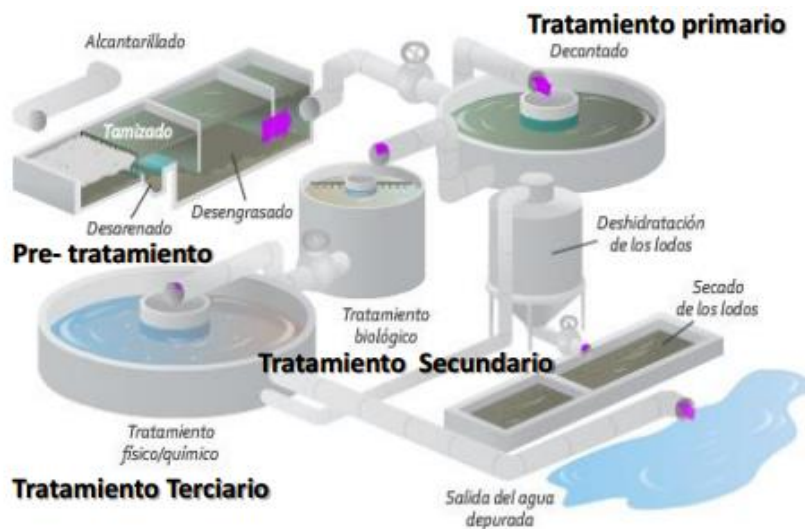 Alcantarillado
Tratamiento primario
Decantado
Tamizado
Desarenado
Desengrasado
Pre- tratamiento
Deshidratación
de los lodos
Secado
de los lodos
Tratamiento
biológico
Tratamiento Secundario
Tratamiento
físico/químico
Tratamiento Terciario
Salida del agua
depurada